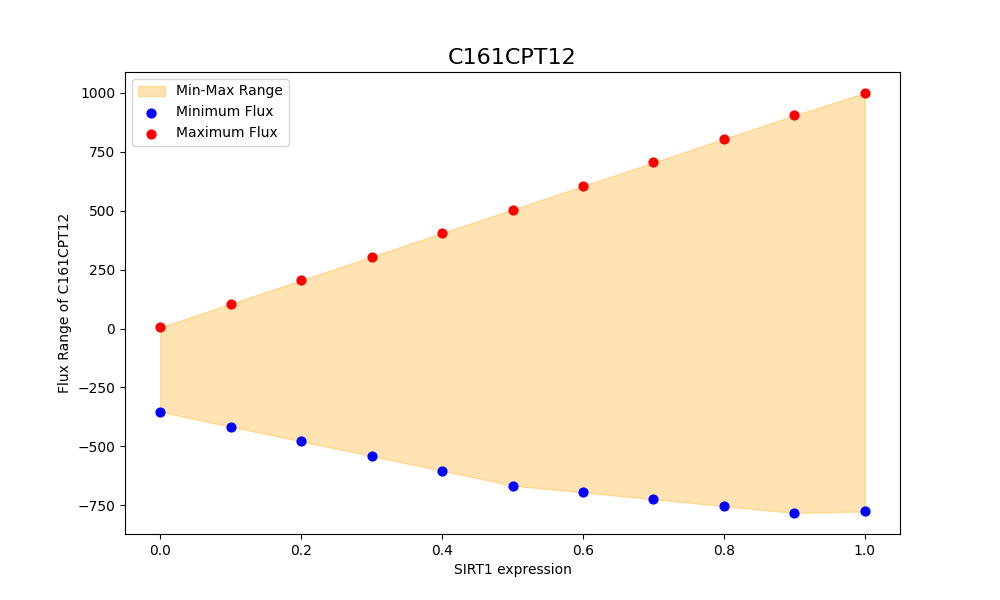 C161CPT12
Min-Max Range
Minimum Flux
Maximum Flux
Flux Range of C161CPT12
1000
750
500
250
0
−250
−500
−750
0.0 0.2 0.4 0.6 0.8 1.0
SIRT1 expression